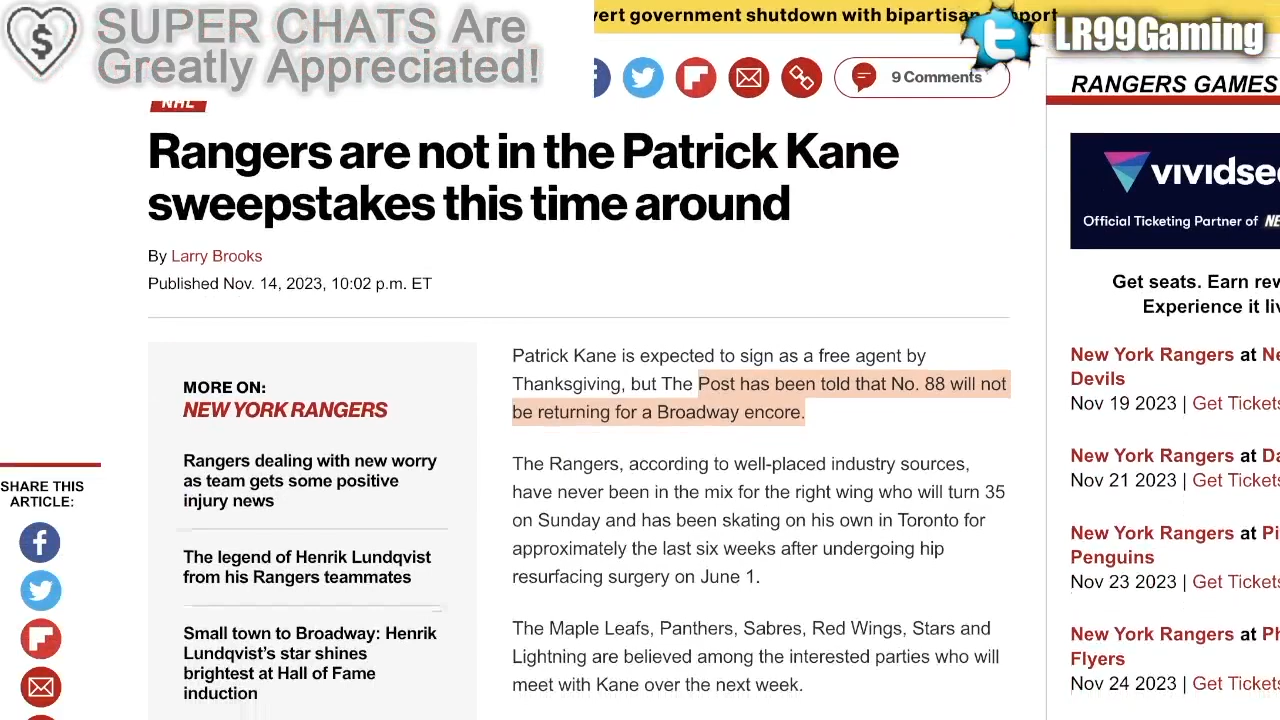 SUPER CHATS Are
Greatly Appreciated!
vert government shutdown with bipartisan
LR99Gaming
9 Comments
RANGERS GAMES
NHL
Rangers are not in the Patrick Kane
sweepstakes this time around
By Larry Brooks
Published Nov. 14, 2023, 10:02 p.m. ET
MORE ON:
NEW YORK RANGERS
Rangers dealing with new worry
as team gets some positive
injury news
The legend of Henrik Lundqvist
from his Rangers teammates
Small town to Broadway: Henrik
Lundqvist's star shines
brightest at Hall of Fame
induction
SHARE THIS
ARTICLE:
Patrick Kane is expected to sign as a free agent by
Thanksgiving, but The Post has been told that No. 88 will not
be returning for a Broadway encore.
The Rangers, according to well-placed industry sources,
have never been in the mix for the right wing who will turn 35
on Sunday and has been skating on his own in Toronto for
approximately the last six weeks after undergoing hip
resurfacing surgery on June 1.
The Maple Leafs, Panthers, Sabres, Red Wings, Stars and
Lightning are believed among the interested parties who will
meet with Kane over the next week.
vividse
Official Ticketing Partner of NE
Get seats. Earn rev
Experience it liv
New York Rangers at Ne
Devils
Nov 19 2023 | Get Tickets
New York Rangers at Da
Nov 21 2023 | Get Tickets
New York Rangers at Pi
Penguins
Nov 23 2023 | Get Tickets
New York Rangers at Ph
Flyers
Nov 24 2023 | Get Tickets